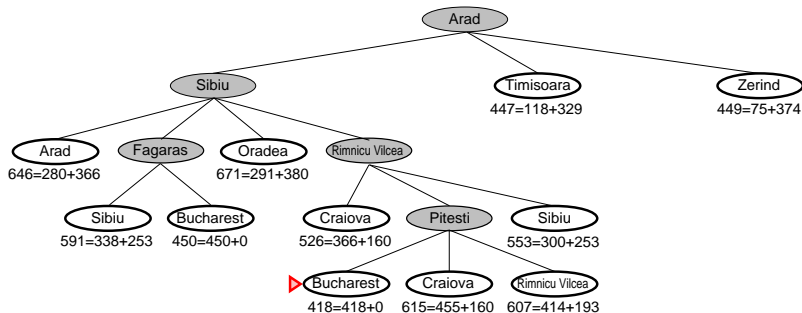 Arad
Sibiu
Timisoara
Zerind
447=118+329
449=75+374
Arad
Fagaras
Oradea
Rimnicu Vilcea
646=280+366
671=291+380
Sibiu
Bucharest
Craiova
Pitesti
Sibiu
591=338+253
450=450+0
526=366+160
553=300+253
Bucharest
Craiova
Rimnicu Vilcea
418=418+0
615=455+160
607=414+193